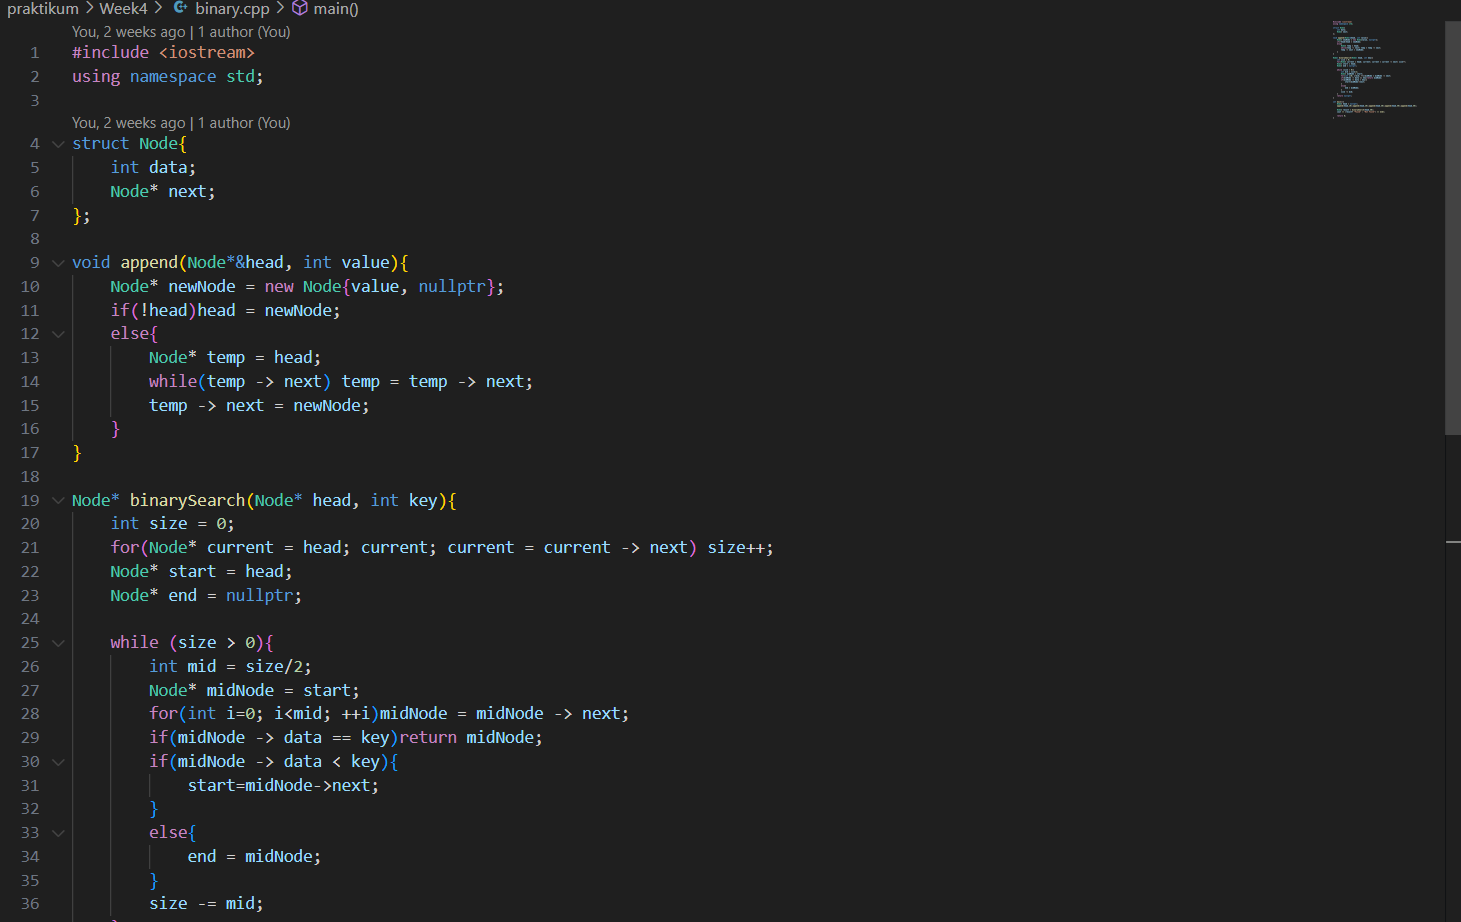 praktikum > Week4 > binary.cpp > main()
You, 2 weeks ago | 1 author (You)
1 #include <iostream>
2 using namespace std;
3
You, 2 weeks ago | 1 author (You)
4 struct Node{
5 int data;
6 Node* next;
7 };
8
9 void append(Node*&head, int value){
10 Node* newNode = new Node{value, nullptr};
11 if(!head)head = newNode;
12 else{
13 Node* temp = head;
14 while(temp -> next) temp = temp -> next;
15 temp -> next = newNode;
16 }
17 }
18
19 Node* binarySearch(Node* head, int key){
20 int size = 0;
21 for(Node* current = head; current; current = current -> next) size++;
22 Node* start = head;
23 Node* end = nullptr;
24
25 while (size > 0){
26 int mid = size/2;
27 Node* midNode = start;
28 for(int i=0; i<mid; ++i)midNode = midNode -> next;
29 if(midNode -> data == key)return midNode;
30 if(midNode -> data < key){
31 start=midNode->next;
32 }
33 else{
34 end = midNode;
35 }
36 size -= mid;